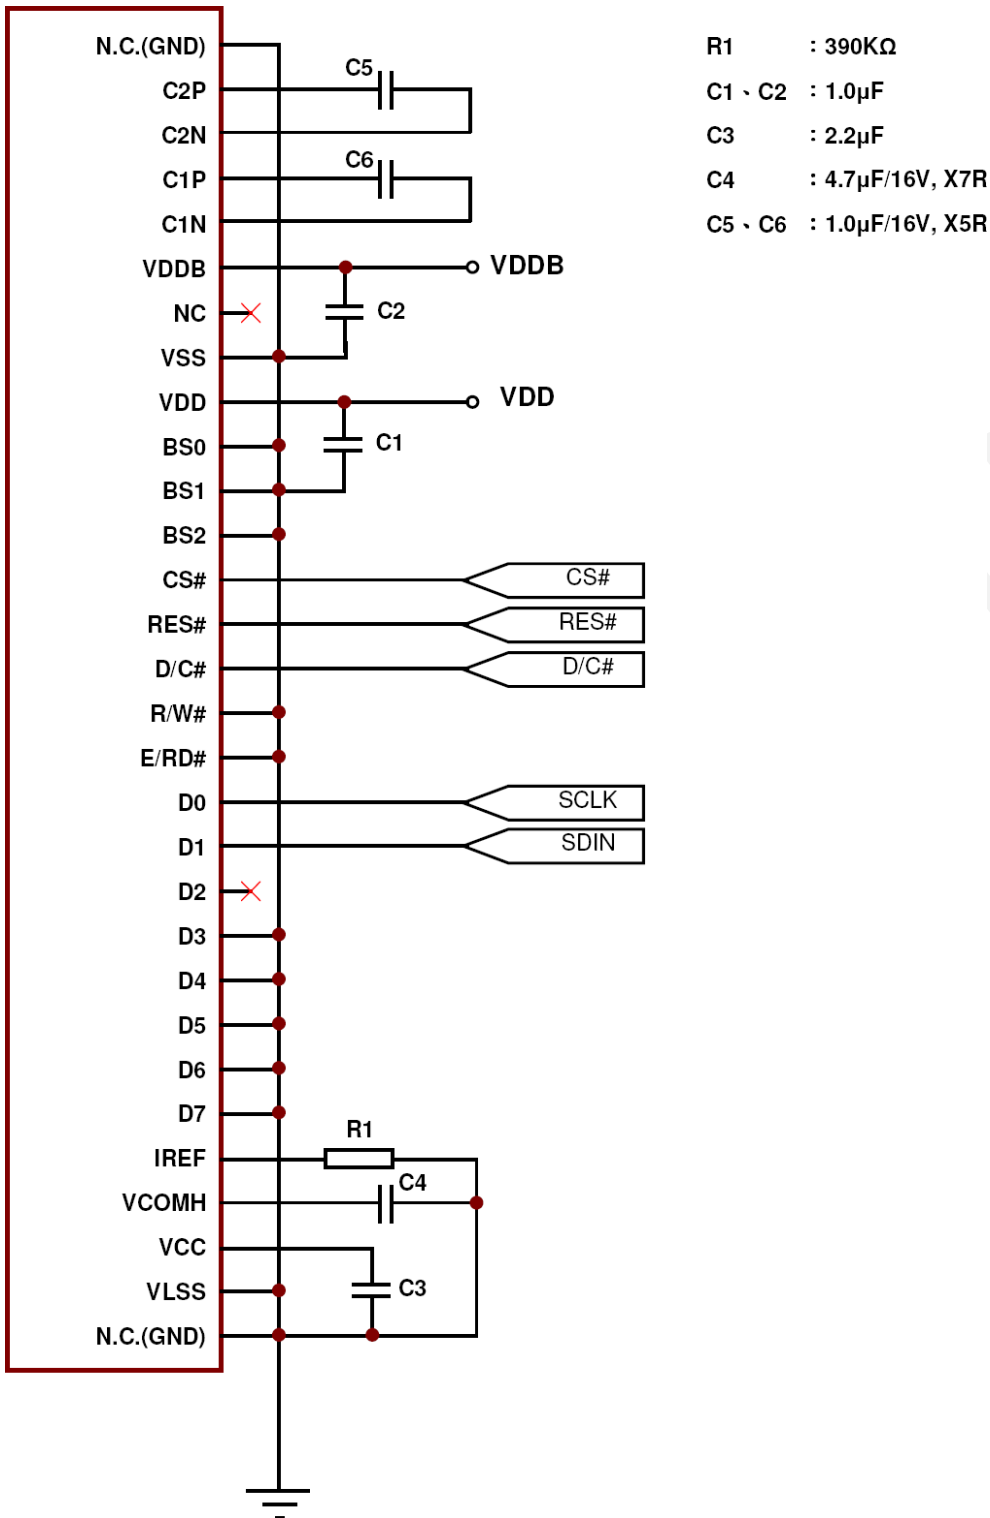 N.C.(GND)
C2P
C2N
C1P
C1N
VDDB
NC
VSS
VDD
BS0
BS1
BS2
CS#
RES#
D/C#
R/W#
E/RD#
D0
D1
D2
D3
D4
D5
D6
D7
IREF
VCOMH
VCC
VLSS
N.C.(GND)
C5
C6
VDDB
C2
VDD
C1
CS#
RES#
D/C#
SCLK
SDIN
R1
C4
C3
R1 : 390KΩ
C1、C2 : 1.0µF
C3 : 2.2µF
C4 : 4.7µF/16V, X7R
C5、C6 : 1.0µF/16V, X5R